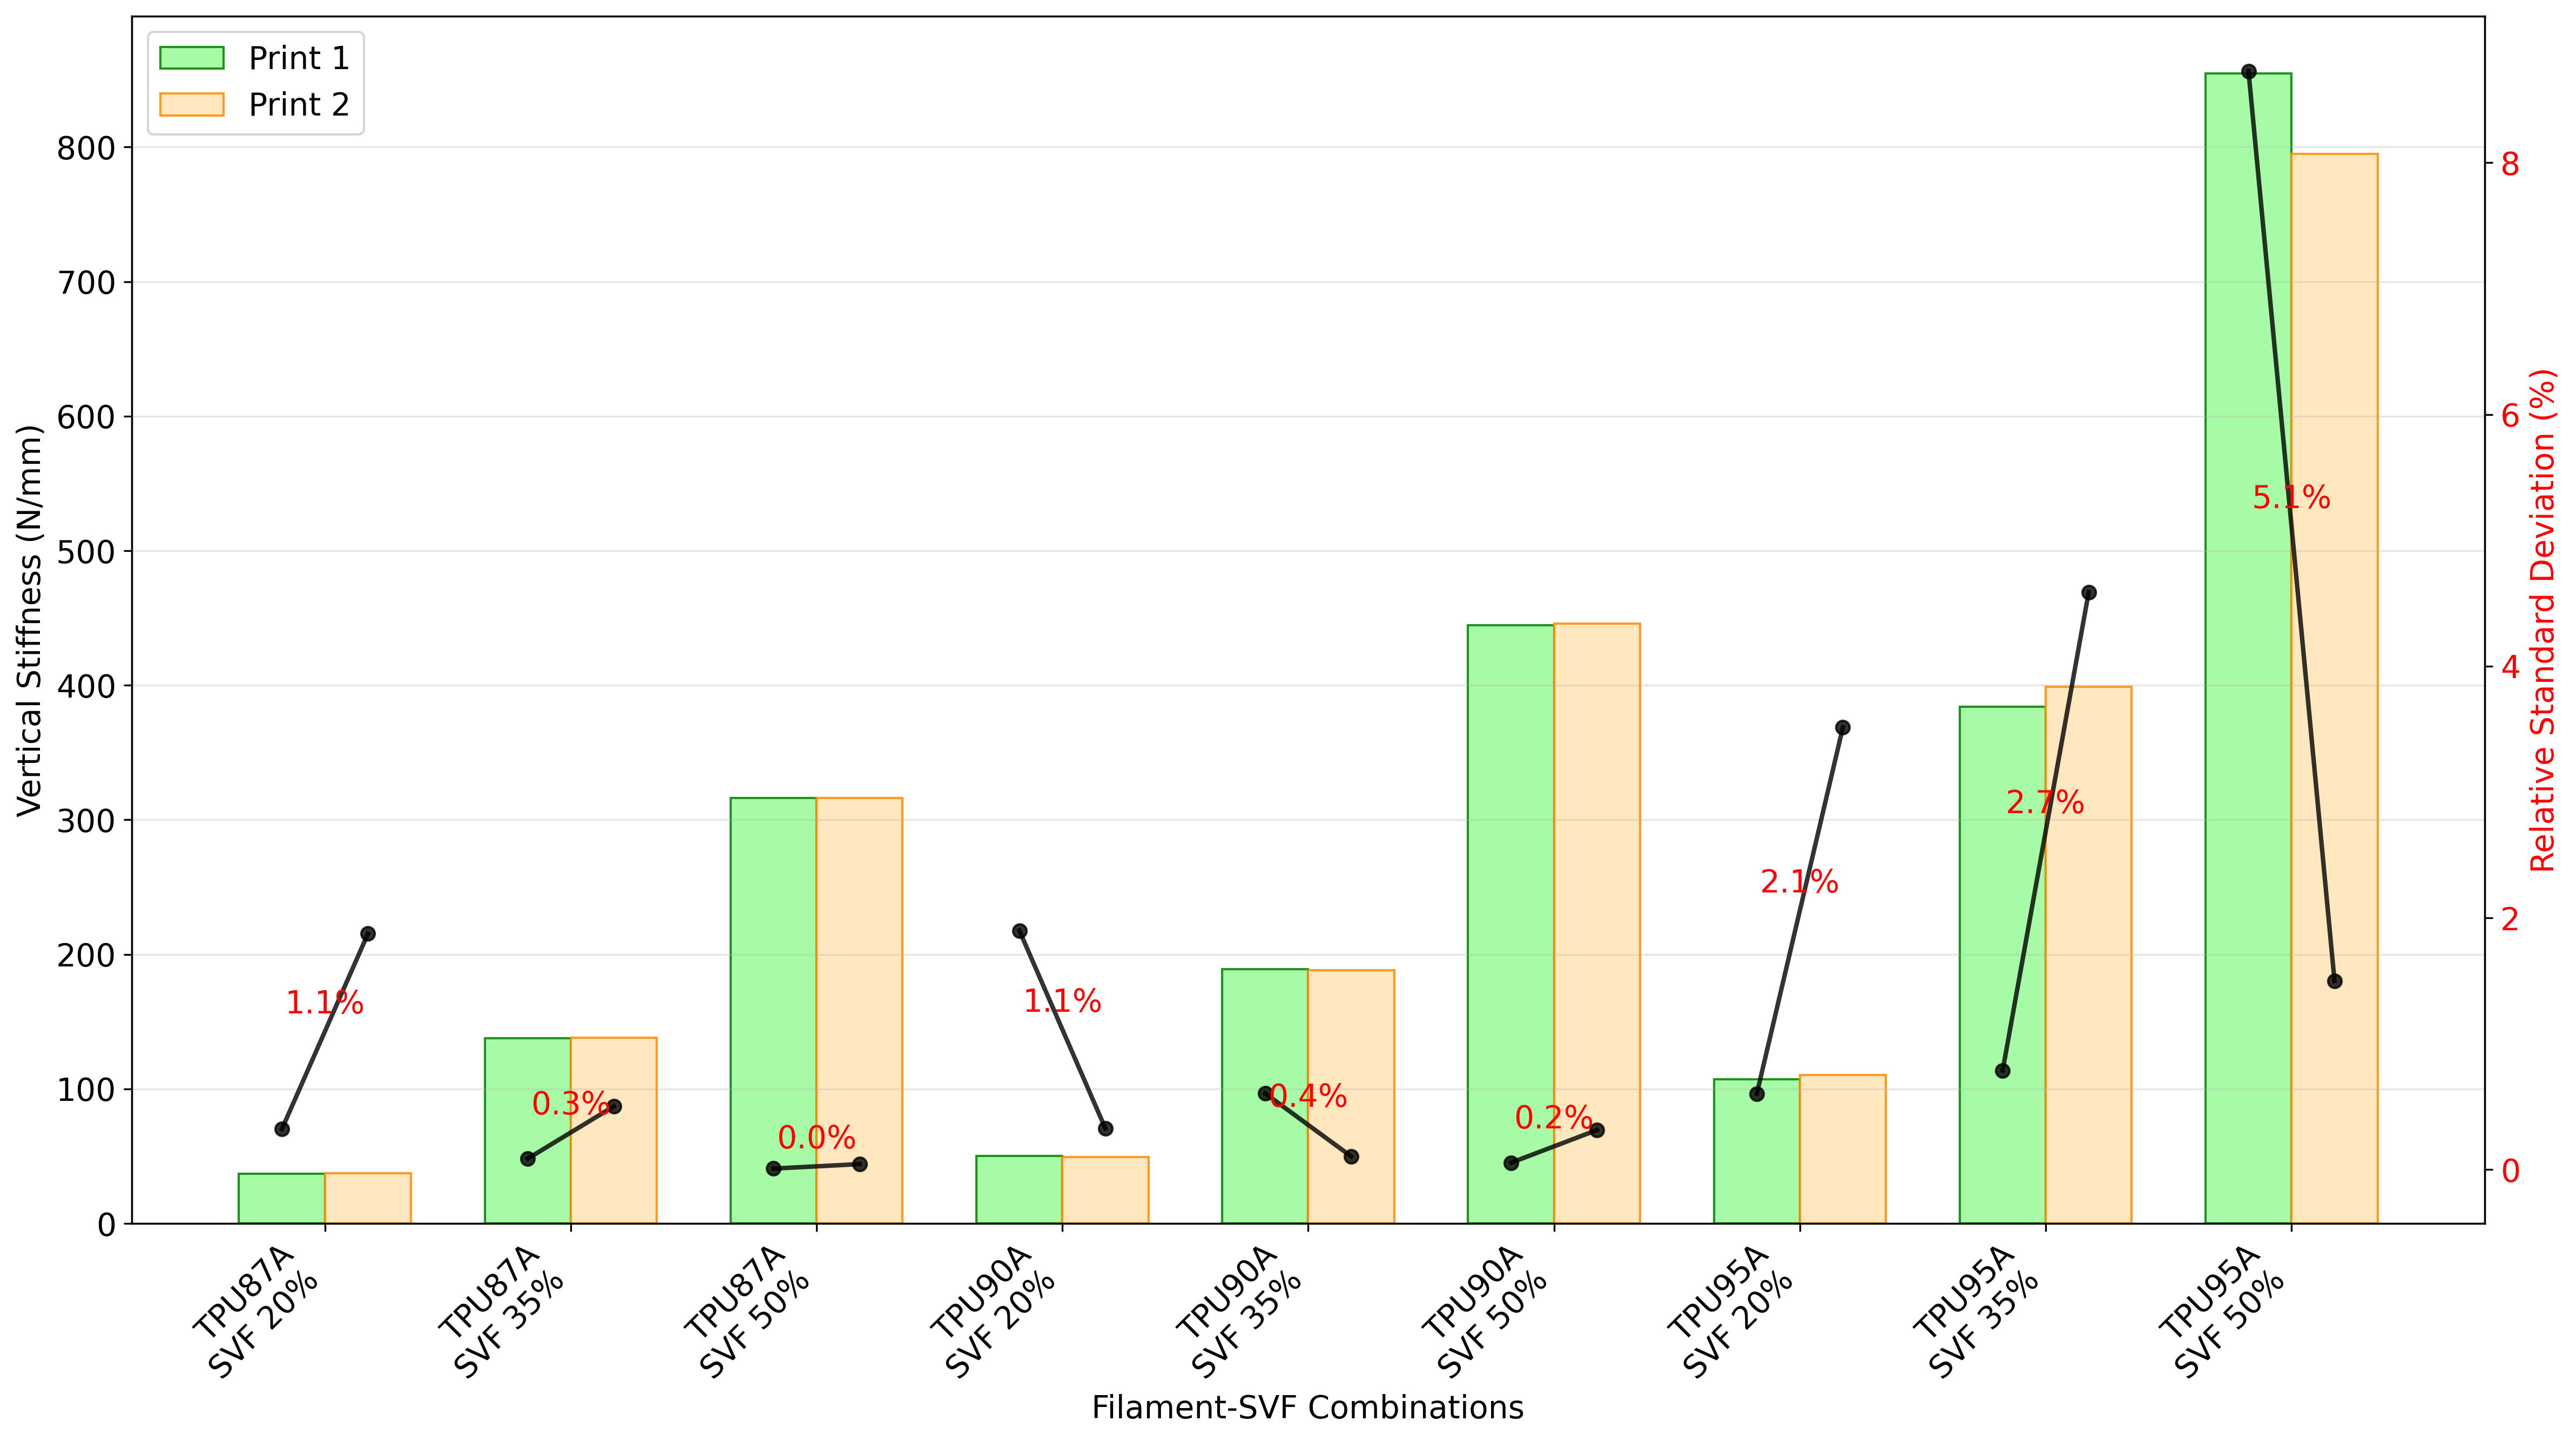 Print 1
Print 2
Vertical Stiffness (N/mm)
800
700
600
500
400
300
200
100
0
1.1%
0.3%
0.0%
1.1%
0.4%
0.2%
2.1%
2.7%
5.1%
8
6
4
2
0
Relative Standard Deviation (%)
TPU87A
SVF 20%
TPU87A
SVF 35%
TPU87A
SVF 50%
TPU90A
SVF 20%
TPU90A
SVF 35%
TPU90A
SVF 50%
TPU95A
SVF 20%
TPU95A
SVF 35%
TPU95A
SVF 50%
Filament-SVF Combinations